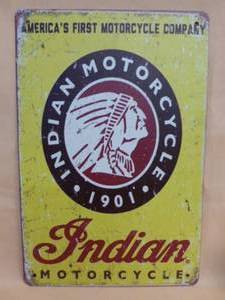 AMERICA'S FIRST MOTORCYCLE COMPANY
INDIAN MOTORCYCLE
• 1901 •
Indian
•MOTORCYCLE•